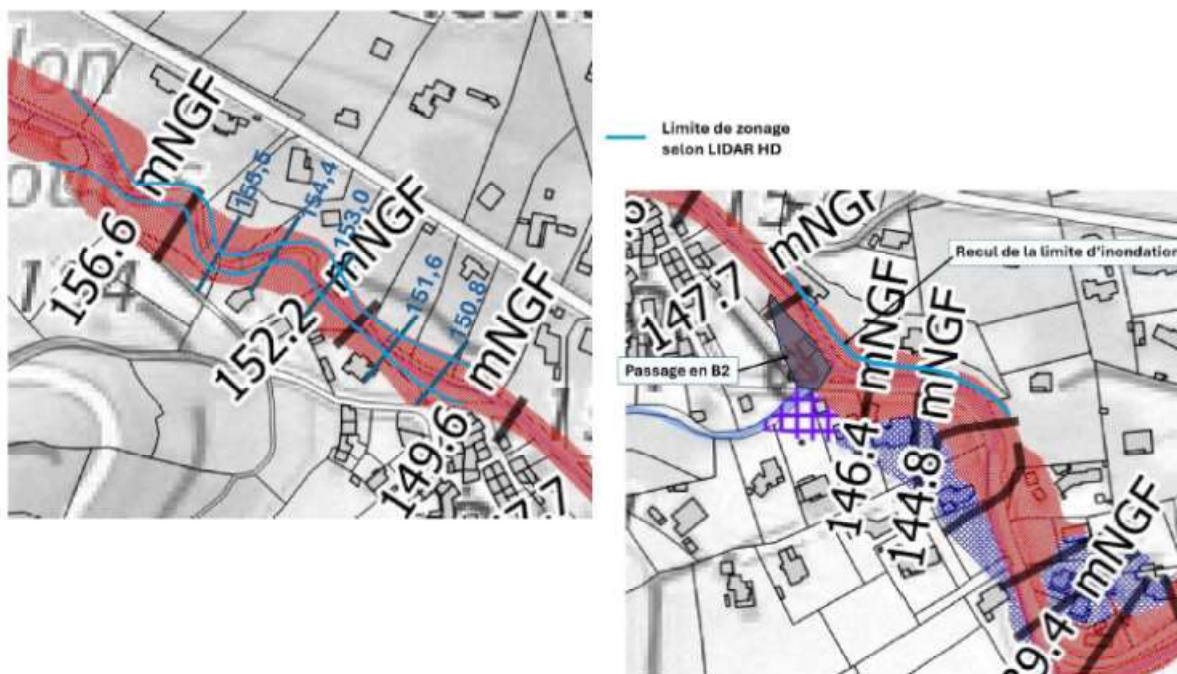 156.6 mNGF
155,5
154,4
153,0
152.2 mNGF
151,6
150,8
149.6 mNGF
Limite de zonage
selon LIDAR HD
147.7 mNGF
Recul de la limite d'inondation
Passage en B2
146.4 mNGF
144.8 mNGF
39.4 mNGF